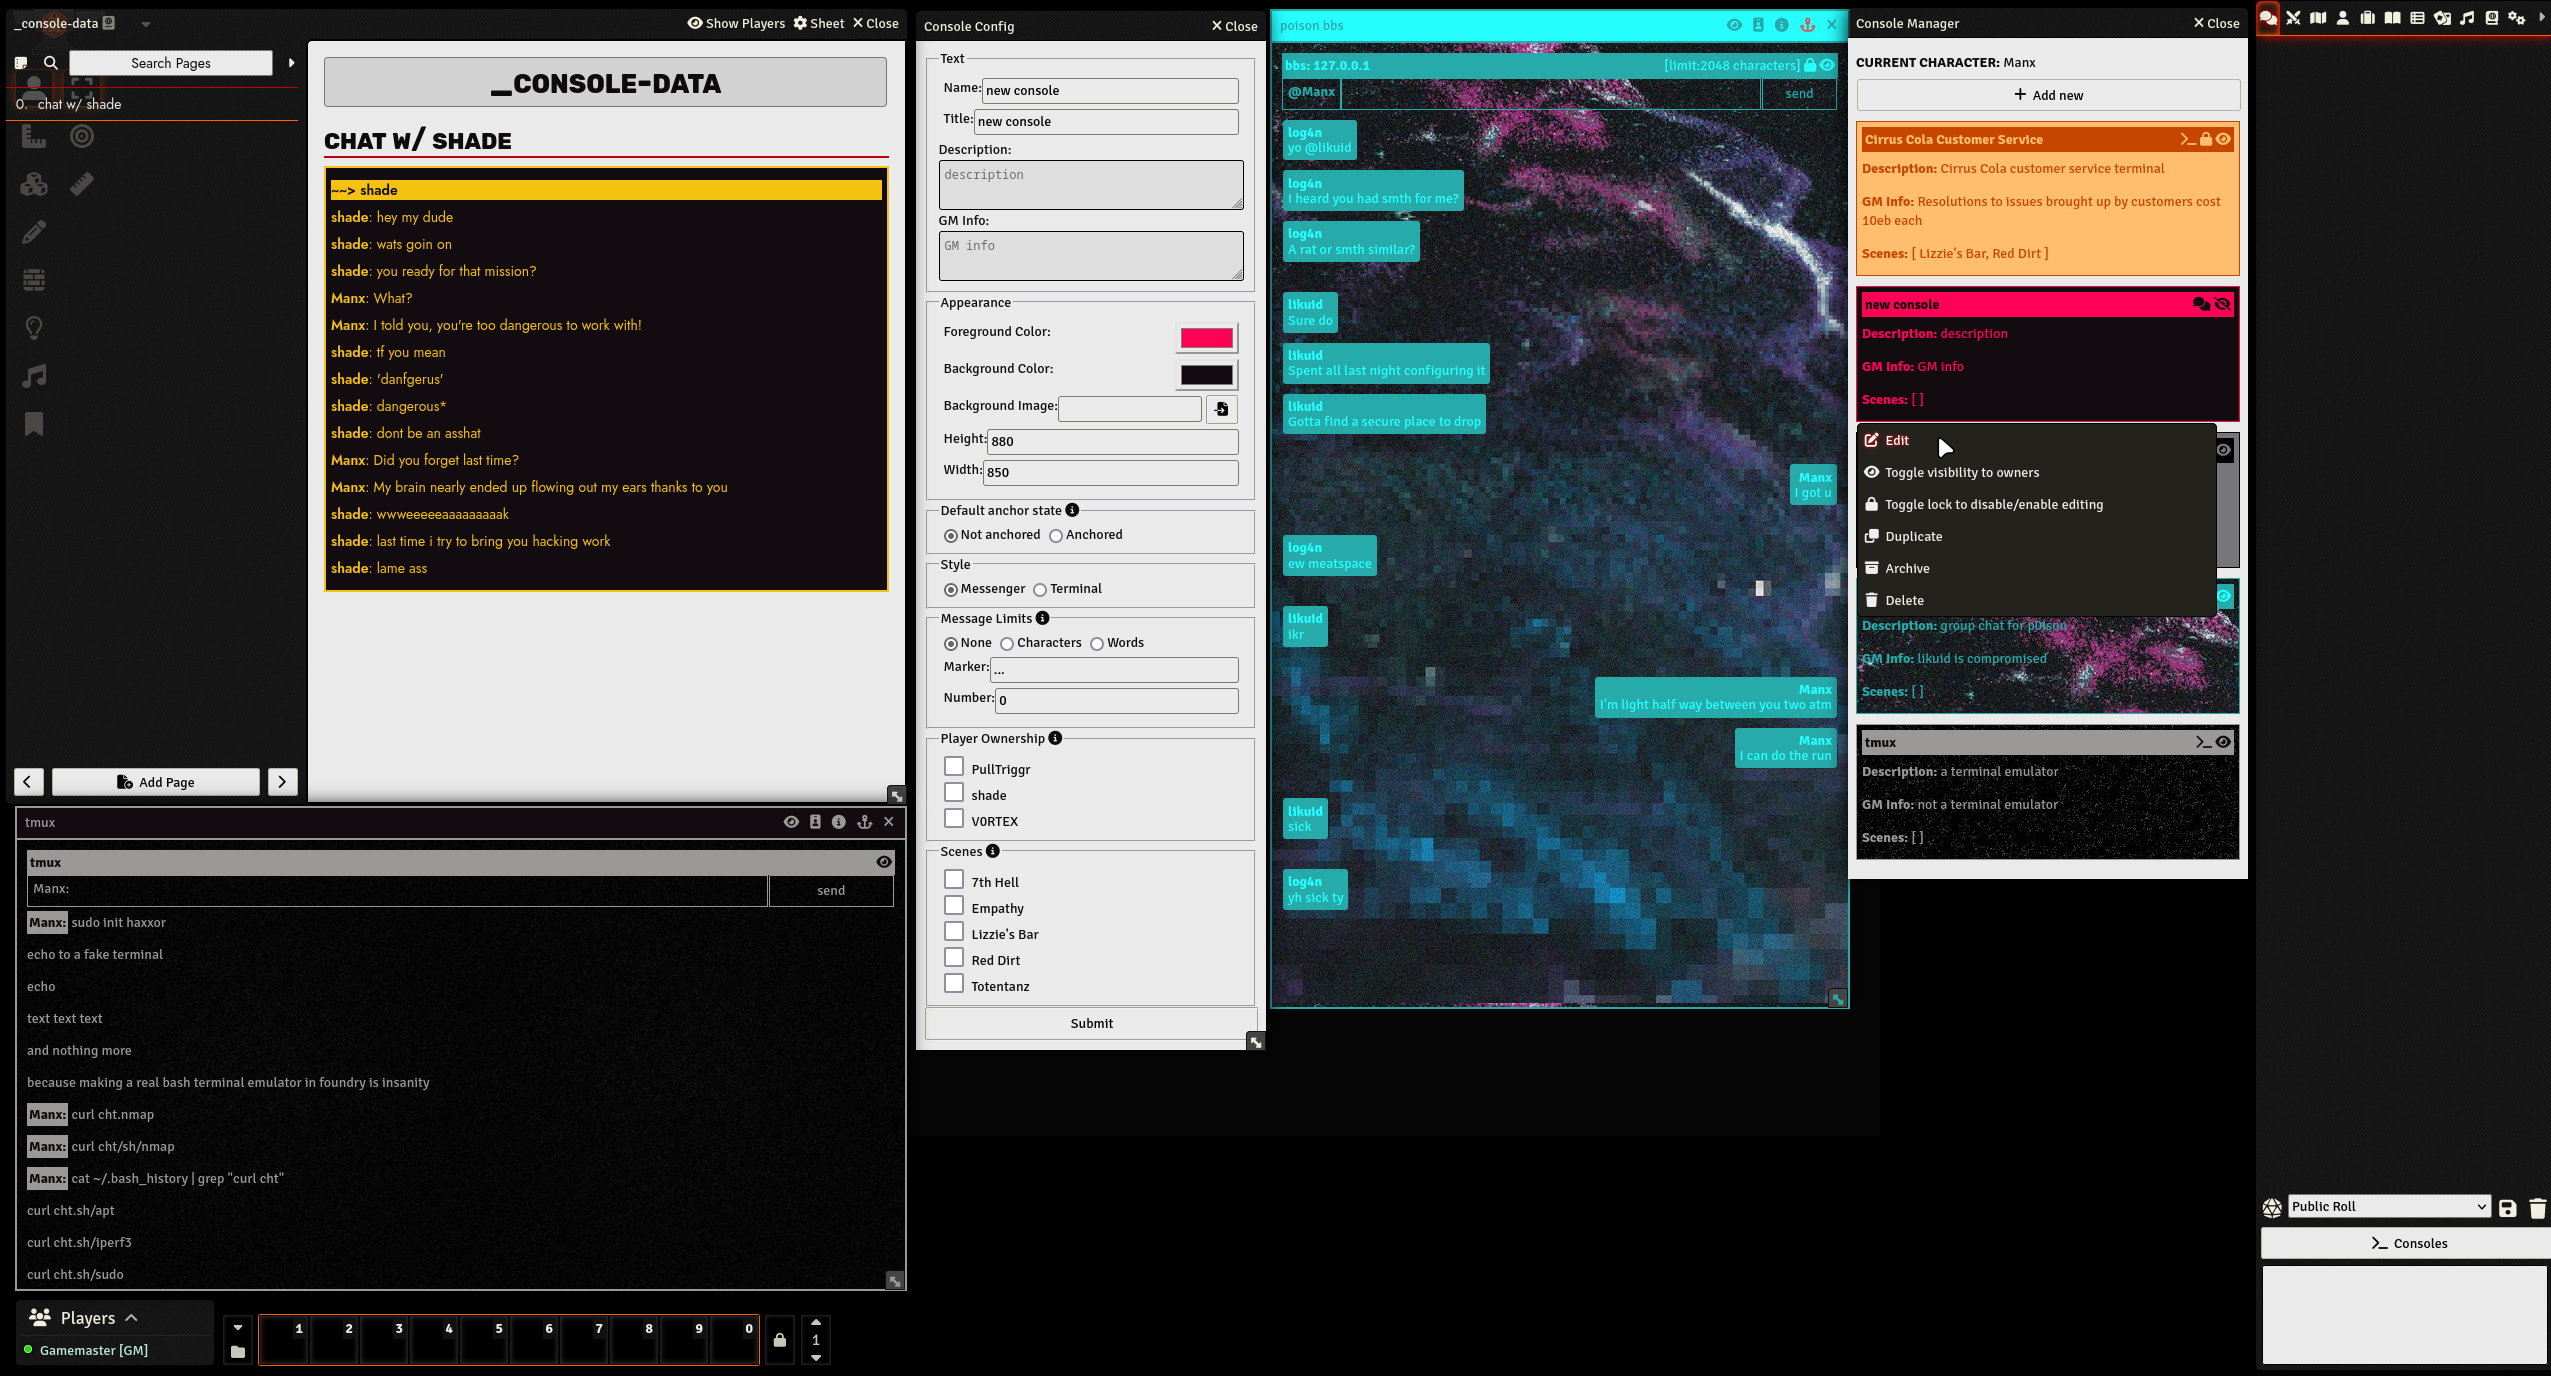 _console-data
Show Players
Sheet
Close
Search Pages
0. chat w/ shade
_CONSOLE-DATA
CHAT W/ SHADE
~~> shade
shade: hey my dude
shade: wats goin on
shade: you ready for that mission?
Manx: What?
Manx: I told you, you're too dangerous to work with!
shade: tf you mean
shade: 'danfgerus'
shade: dangerous*
shade: dont be an asshat
Manx: Did you forget last time?
Manx: My brain nearly ended up flowing out my ears thanks to you
shade: wwweeeeeaaaaaaaaak
shade: last time i try to bring you hacking work
shade: lame ass
Add Page
tmux
tmux
Manx:
send
Manx: sudo init haxxor
echo to a fake terminal
echo
text text text
and nothing more
because making a real bash terminal emulator in foundry is insanity
Manx: curl cht.nmap
Manx: curl cht/sh/nmap
Manx: cat ~/.bash_history | grep "curl cht"
curl cht.sh/apt
curl cht.sh/iperf3
curl cht.sh/sudo
Players
Gamemaster [GM]
1 2 3 4 5 6 7 8 9 0
1
Console Config
Close
Text
Name: new console
Title: new console
Description:
description
GM Info:
GM info
Appearance
Foreground Color:
Background Color:
Background Image:
Height: 880
Width: 850
Default anchor state
Not anchored Anchored
Style
Messenger Terminal
Message Limits
None Characters Words
Marker: ...
Number: 0
Player Ownership
PullTriggr
shade
V0RTEX
Scenes
7th Hell
Empathy
Lizzie's Bar
Red Dirt
Totentanz
Submit
poison bbs
bbs: 127.0.0.1
[limit:2048 characters]
@Manx
send
log4n
yo @likuid
log4n
I heard you had smth for me?
log4n
A rat or smth similar?
likuid
Sure do
likuid
Spent all last night configuring it
likuid
Gotta find a secure place to drop
Manx
I got u
log4n
ew meatspace
likuid
ikr
Manx
I'm light half way between you two atm
Manx
I can do the run
likuid
sick
log4n
yh sick ty
Console Manager
Close
CURRENT CHARACTER: Manx
Add new
Cirrus Cola Customer Service
Description: Cirrus Cola customer service terminal
GM Info: Resolutions to issues brought up by customers cost
10eb each
Scenes: [ Lizzie's Bar, Red Dirt ]
new console
Description: description
GM Info: GM Info
Scenes: [ ]
Edit
Toggle visibility to owners
Toggle lock to disable/enable editing
Duplicate
Archive
Delete
Description: group chat for p0ison
GM Info: likuid is compromised
Scenes: [ ]
tmux
Description: a terminal emulator
GM Info: not a terminal emulator
Scenes: [ ]
Public Roll
Consoles